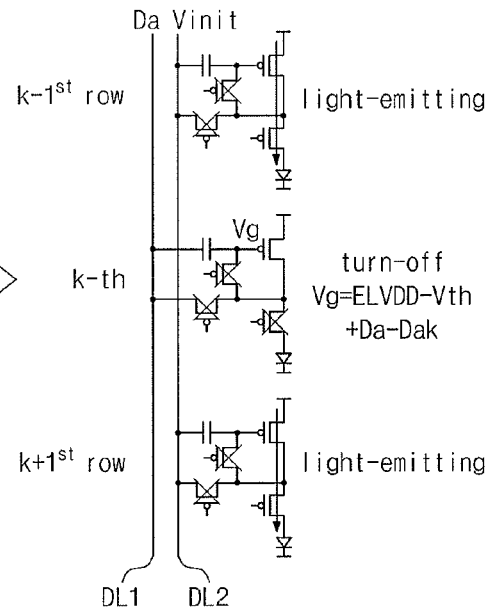 Da Vinit
k-1st row
light-emitting
Vg
k-th
turn-off
Vg=ELVDD-Vth
+Da-Dak
k+1st row
light-emitting
DL1
DL2